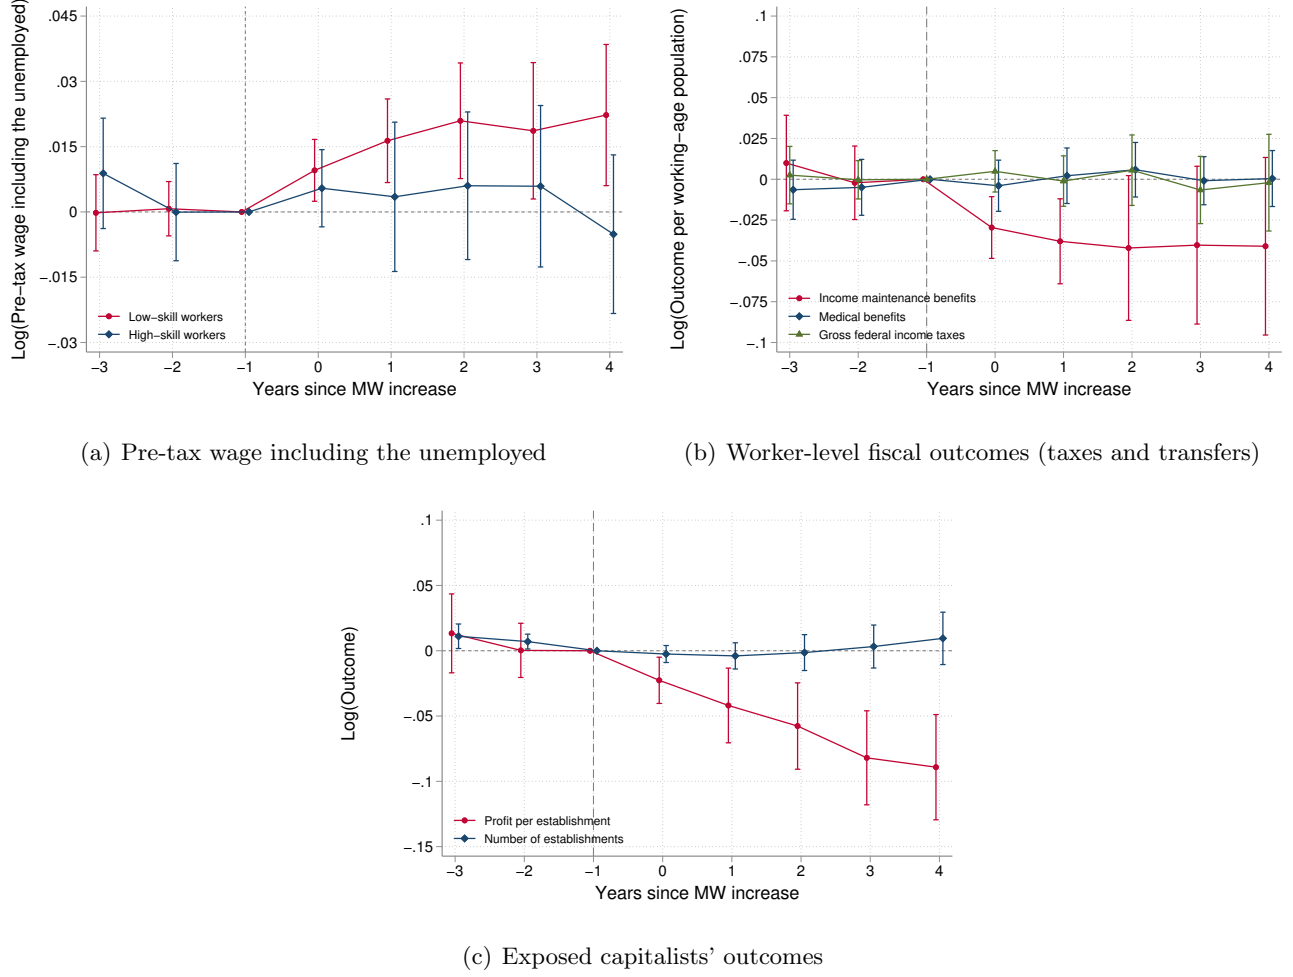 Log(Pre−tax wage including the unemployed)
.045
.03
.015
0
−.015
−.03
Low−skill workers
High−skill workers
−3 −2 −1 0 1 2 3 4
Years since MW increase
(a) Pre-tax wage including the unemployed
Log(Outcome per working−age population)
.1
.075
.05
.025
0
−.025
−.05
−.075
−.1
Income maintenance benefits
Medical benefits
Gross federal income taxes
−3 −2 −1 0 1 2 3 4
Years since MW increase
(b) Worker-level fiscal outcomes (taxes and transfers)
Log(Outcome)
.1
.05
0
−.05
−.1
−.15
Profit per establishment
Number of establishments
−3 −2 −1 0 1 2 3 4
Years since MW increase
(c) Exposed capitalists' outcomes